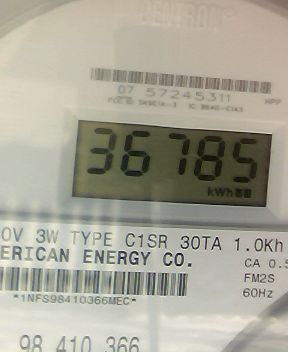 CENTRON
07 57245311
36785
kWh
0V 3W TYPE C1SR 30TA 1.0Kh
ERICAN ENERGY CO.
CA 0.5
FM2S
60Hz
*1NFS98410366MEC*
98 410 366